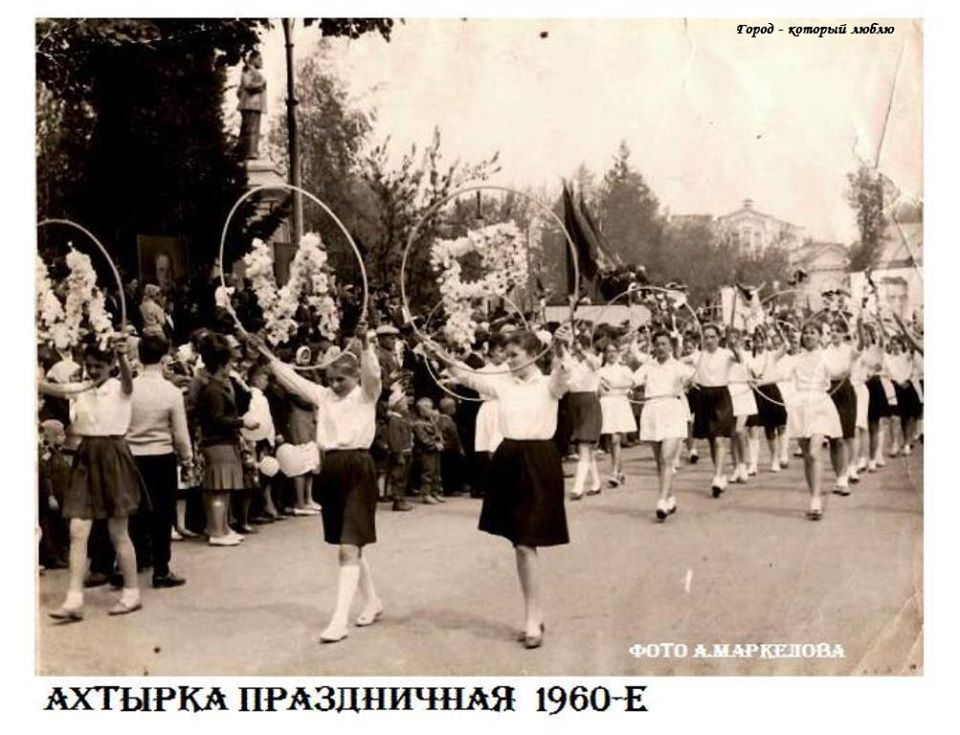 Город - который люблю
ФОТО А.МАРКЕЛОВА
АХТЫРКА ПРАЗДНИЧНАЯ 1960-Е